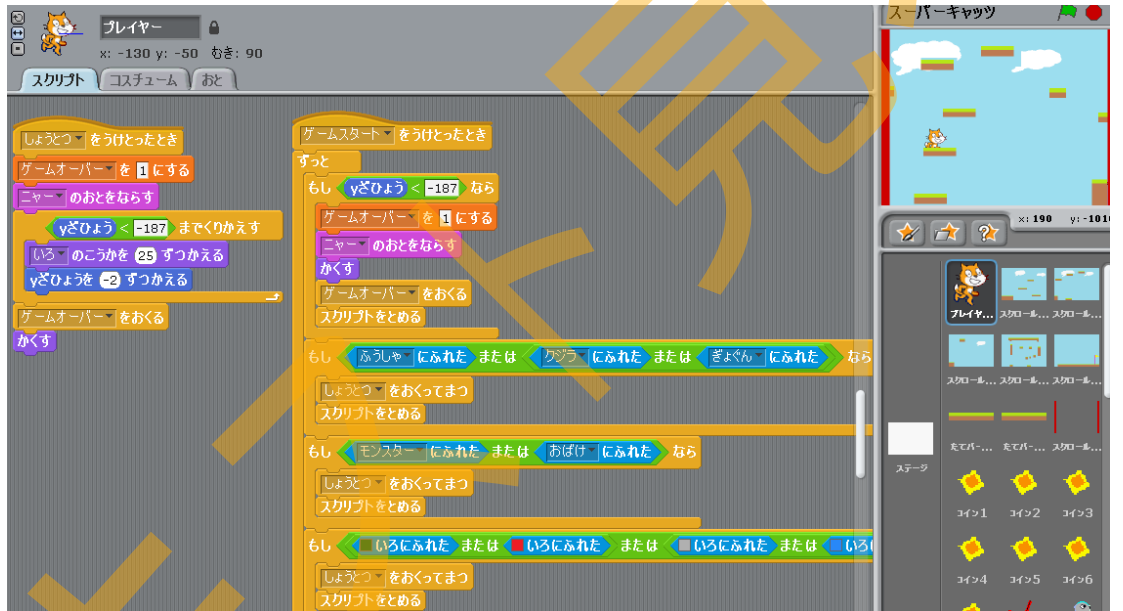 プレイヤー
x: -130 y: -50 むき: 90
スクリプト コスチューム おと
しょうとつ をうけとったとき
ゲームオーバー を 1 にする
ニャー のおとをならす
yざひょう < -187 までくりかえす
いろ のこうかを 25 ずつかえる
yざひょうを -2 ずつかえる
ゲームオーバー をおくる
かくす
ゲームスタート をうけとったとき
ずっと
もし yざひょう < -187 なら
ゲームオーバー を 1 にする
ニャー のおとをならす
かくす
ゲームオーバー をおくる
スクリプトをとめる
もし ふうしゃ にふれた または クジラ にふれた または ぎょぐん にふれた なら
しょうとつ をおくってまつ
スクリプトをとめる
もし モンスター にふれた または おばけ にふれた なら
しょうとつ をおくってまつ
スクリプトをとめる
もし いろにふれた または いろにふれた または いろにふれた または いろ
しょうとつ をおくってまつ
スクリプトをとめる
スーパーキャッツ
x: 190 y: -101
プレイヤ... スクロール... スクロール...
スクロール... スクロール... スクロール...
たてバー... たてバー... スクロール...
ステージ
コイン1 コイン2 コイン3
コイン4 コイン5 コイン6